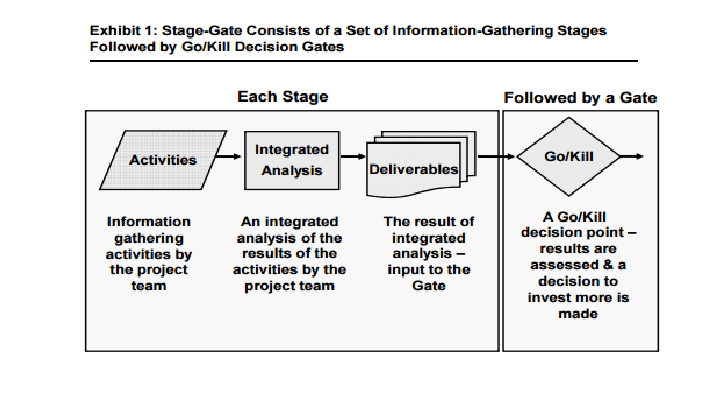 Exhibit 1: Stage-Gate Consists of a Set of Information-Gathering Stages
Followed by Go/Kill Decision Gates
Each Stage
Followed by a Gate
Activities
Integrated
Analysis
Deliverables
Go/Kill
Information
gathering
activities by
the project
team
An integrated
analysis of the
results of the
activities by the
project team
The result of
integrated
analysis –
input to the
Gate
A Go/Kill
decision point –
results are
assessed & a
decision to
invest more is
made